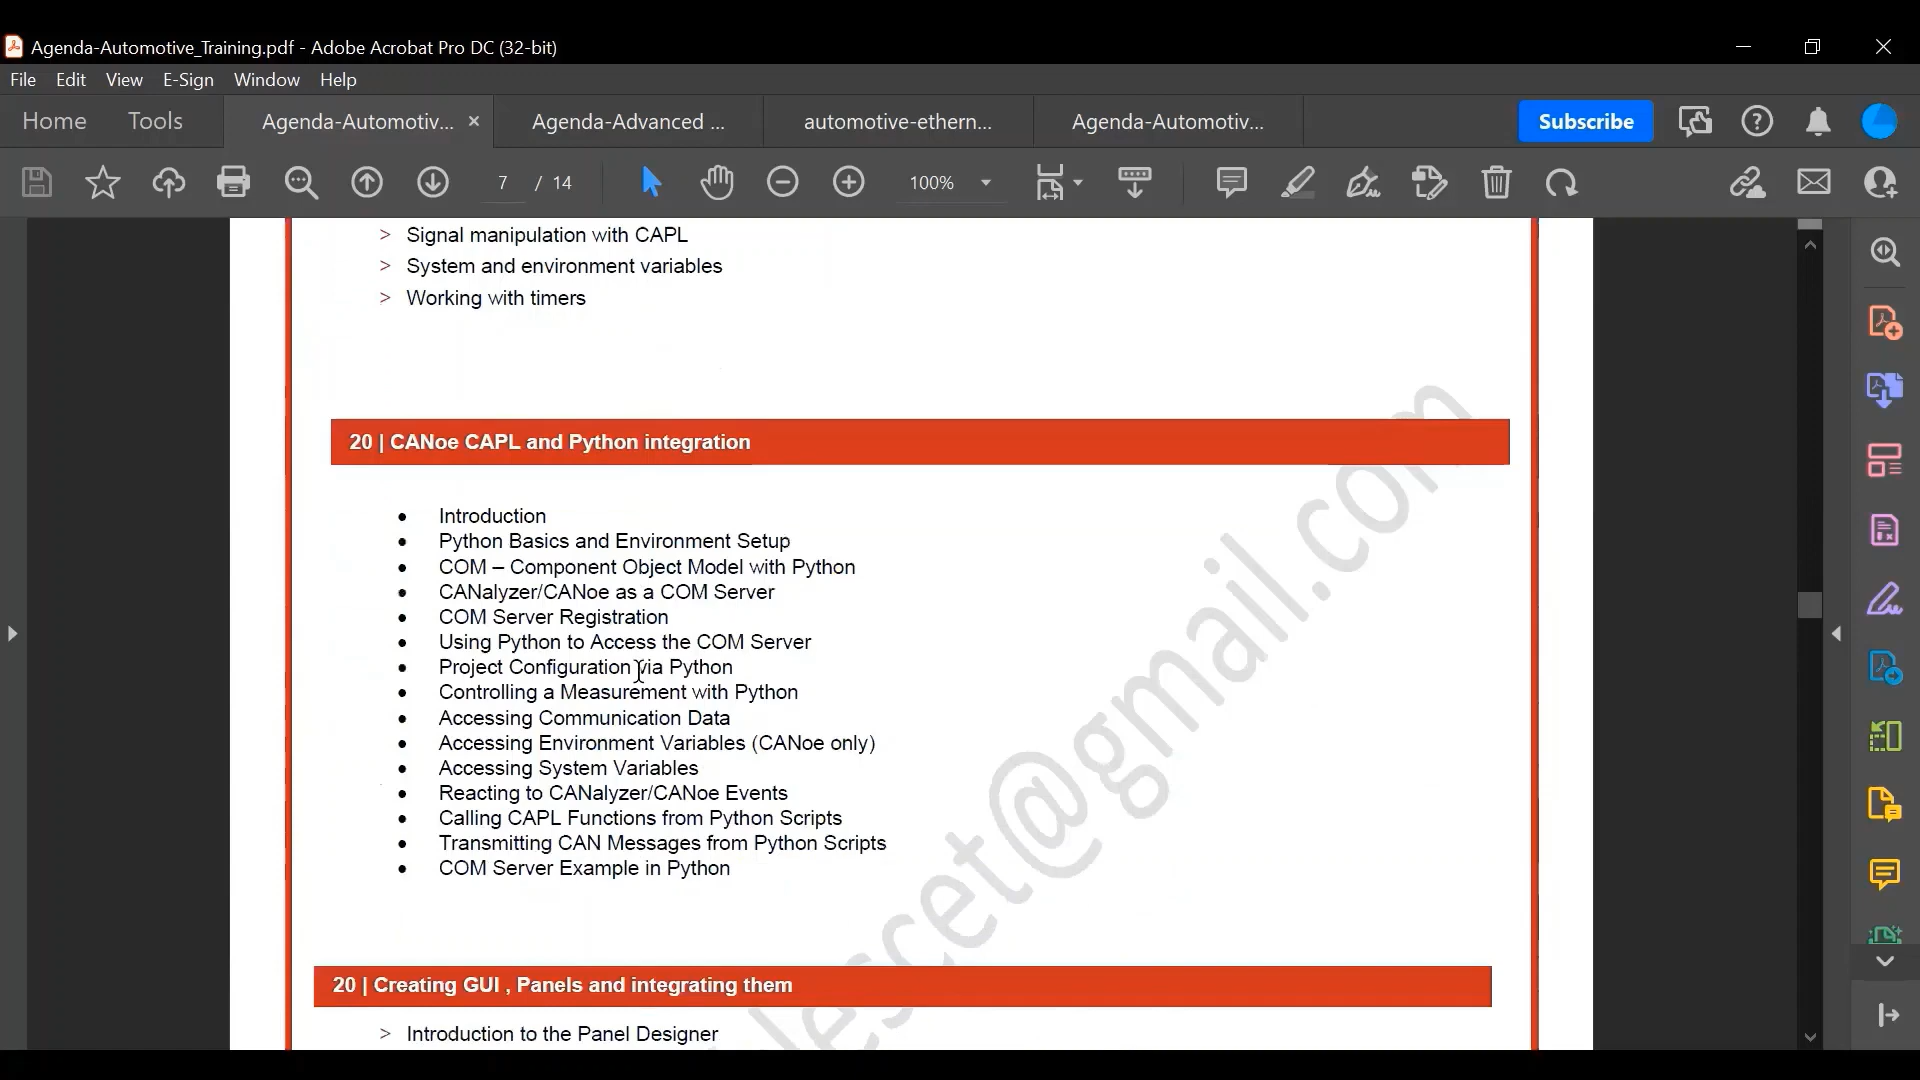 Agenda-Automotive_Training.pdf - Adobe Acrobat Pro DC (32-bit)
File Edit View E-Sign Window Help
Home Tools Agenda-Automotiv... × Agenda-Advanced ... automotive-ethern... Agenda-Automotiv... Subscribe
7 / 14 100%
> Signal manipulation with CAPL
> System and environment variables
> Working with timers
20 | CANoe CAPL and Python integration
• Introduction
• Python Basics and Environment Setup
• COM – Component Object Model with Python
• CANalyzer/CANoe as a COM Server
• COM Server Registration
• Using Python to Access the COM Server
• Project Configuration via Python
• Controlling a Measurement with Python
• Accessing Communication Data
• Accessing Environment Variables (CANoe only)
• Accessing System Variables
• Reacting to CANalyzer/CANoe Events
• Calling CAPL Functions from Python Scripts
• Transmitting CAN Messages from Python Scripts
• COM Server Example in Python
20 | Creating GUI , Panels and integrating them
> Introduction to the Panel Designer
lescet@gmail.com